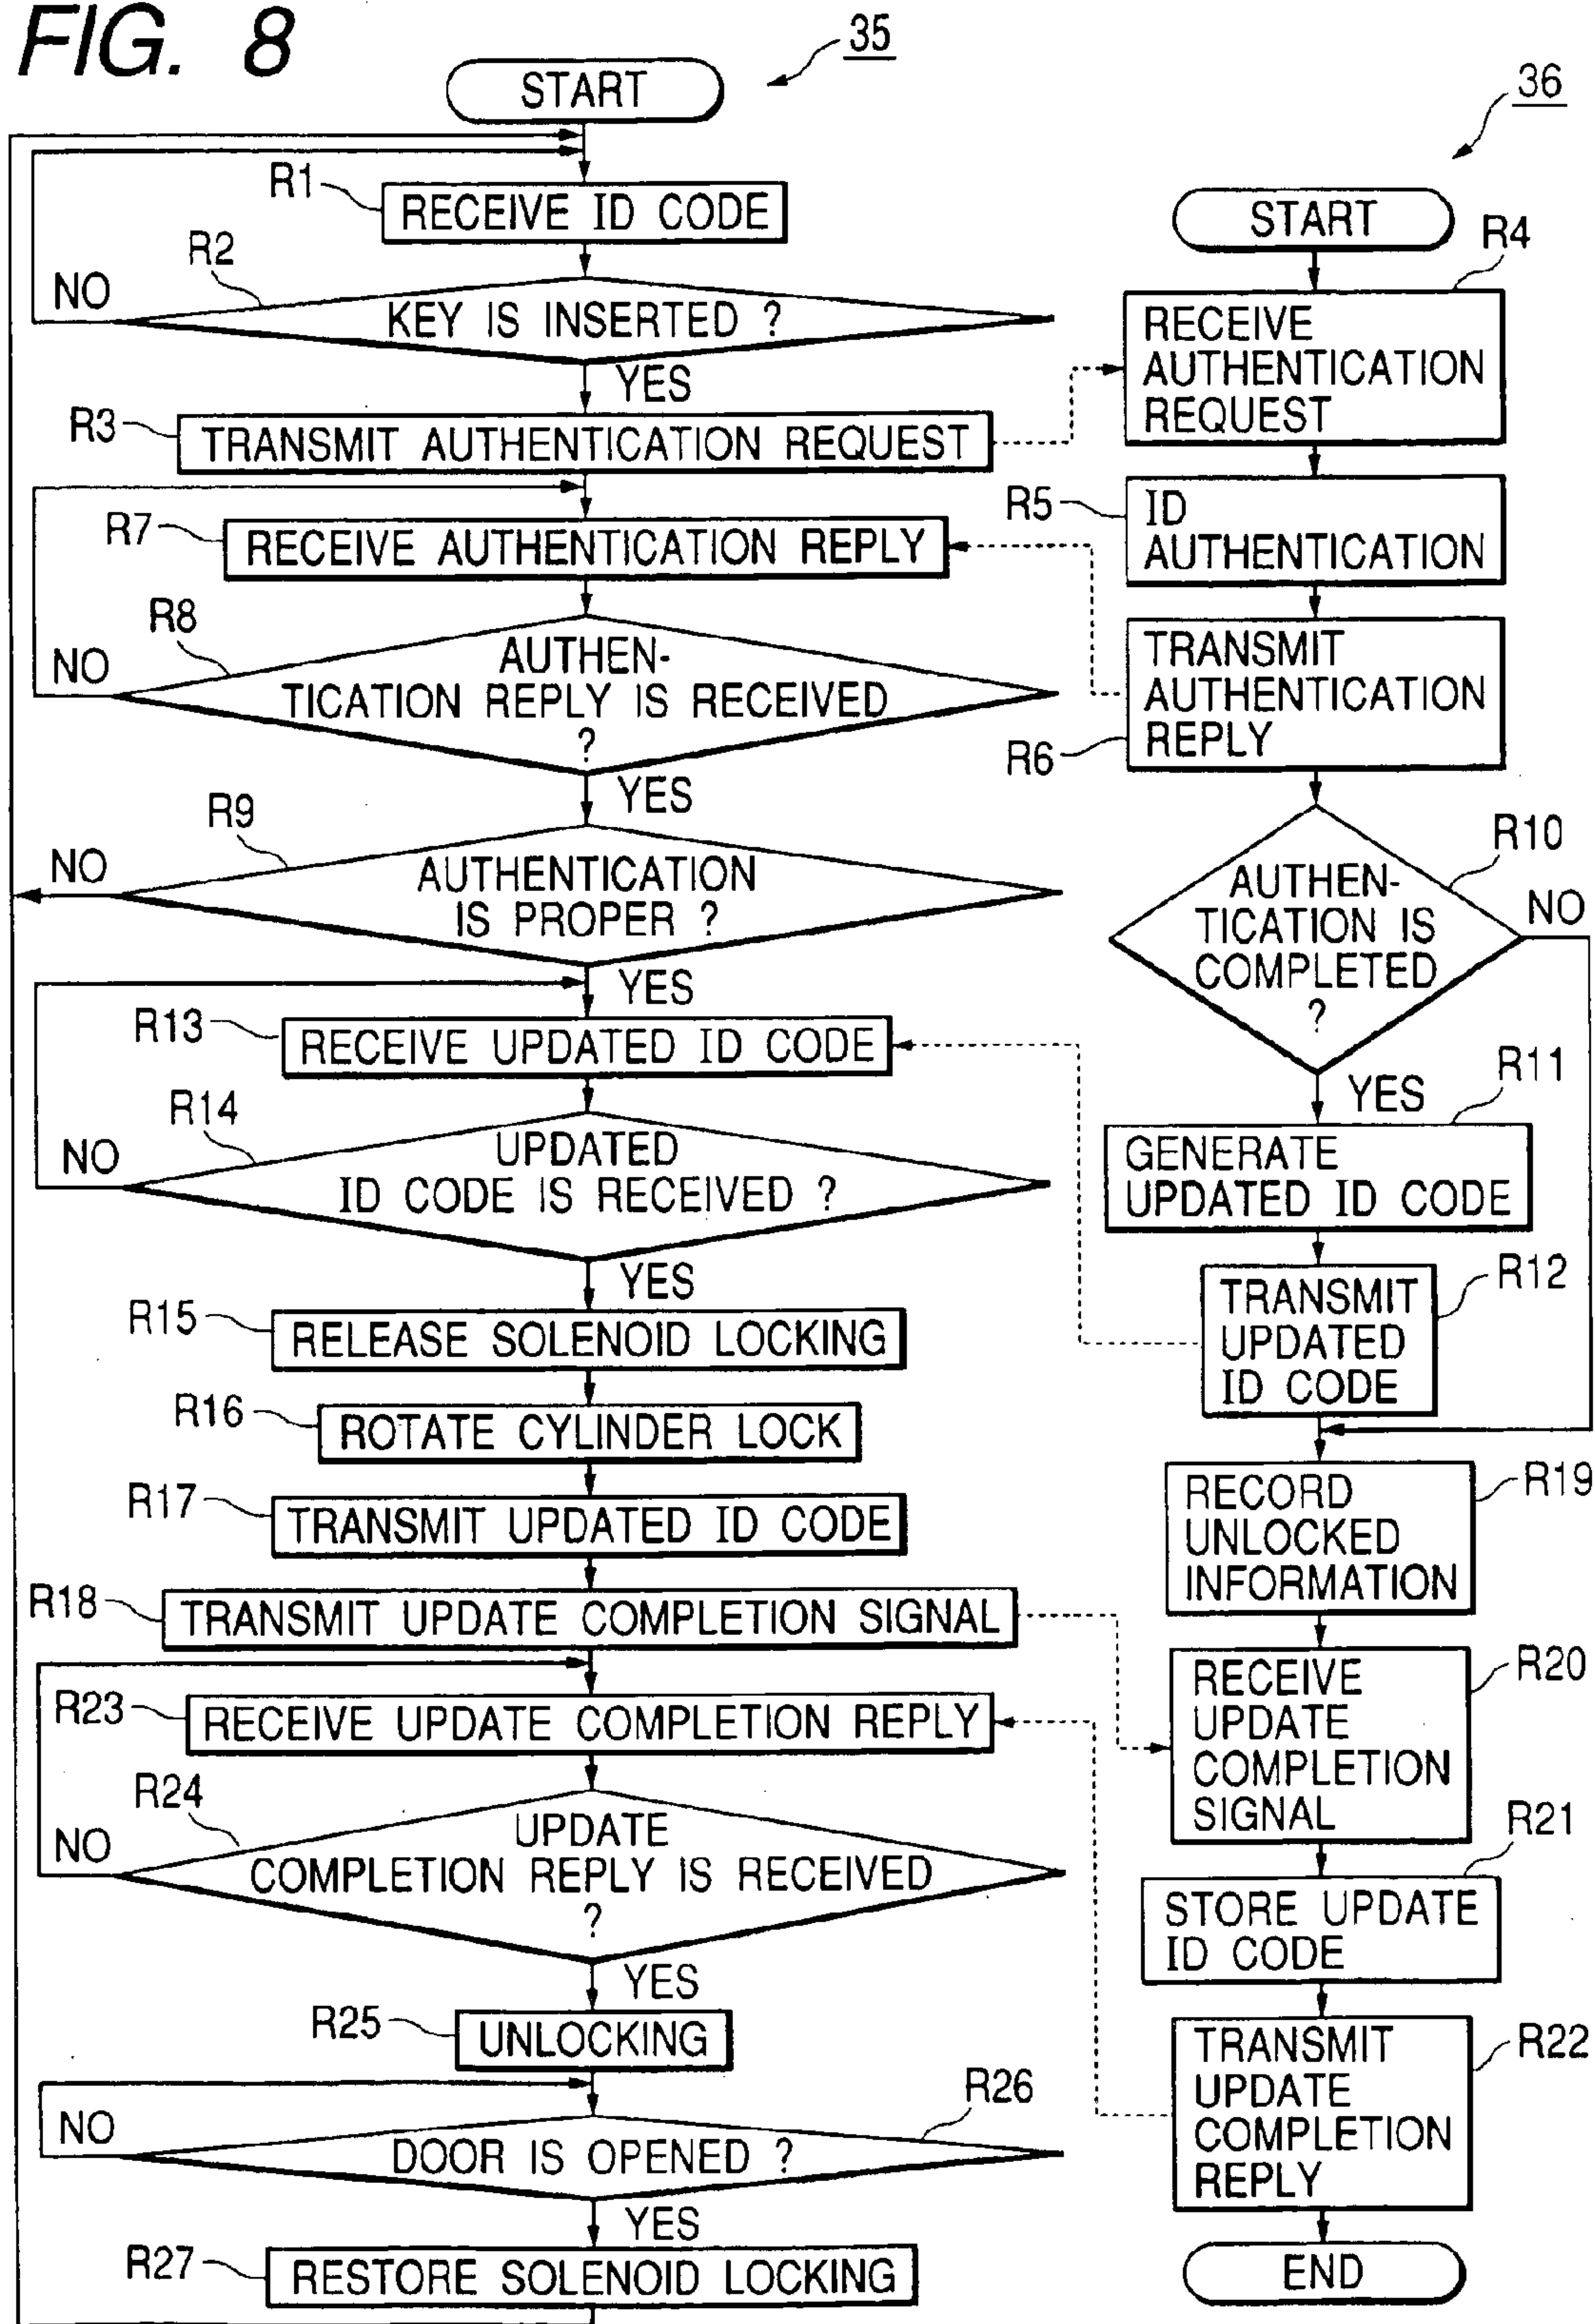 FIG. 8
35
START
R1
RECEIVE ID CODE
R2
NO
KEY IS INSERTED ?
YES
R3
TRANSMIT AUTHENTICATION REQUEST
R7
RECEIVE AUTHENTICATION REPLY
R8
NO
AUTHEN-
TICATION REPLY IS RECEIVED
?
YES
R9
NO
AUTHENTICATION
IS PROPER ?
YES
R13
RECEIVE UPDATED ID CODE
R14
NO
UPDATED
ID CODE IS RECEIVED ?
YES
R15
RELEASE SOLENOID LOCKING
R16
ROTATE CYLINDER LOCK
R17
TRANSMIT UPDATED ID CODE
R18
TRANSMIT UPDATE COMPLETION SIGNAL
R23
RECEIVE UPDATE COMPLETION REPLY
R24
NO
UPDATE
COMPLETION REPLY IS RECEIVED
?
YES
R25
UNLOCKING
R26
NO
DOOR IS OPENED ?
YES
R27
RESTORE SOLENOID LOCKING
36
START
R4
RECEIVE
AUTHENTICATION
REQUEST
R5
ID
AUTHENTICATION
TRANSMIT
AUTHENTICATION
REPLY
R6
R10
AUTHEN-
TICATION IS
COMPLETED
?
NO
YES
R11
GENERATE
UPDATED ID CODE
R12
TRANSMIT
UPDATED
ID CODE
R19
RECORD
UNLOCKED
INFORMATION
R20
RECEIVE
UPDATE
COMPLETION
SIGNAL
R21
STORE UPDATE
ID CODE
R22
TRANSMIT
UPDATE
COMPLETION
REPLY
END